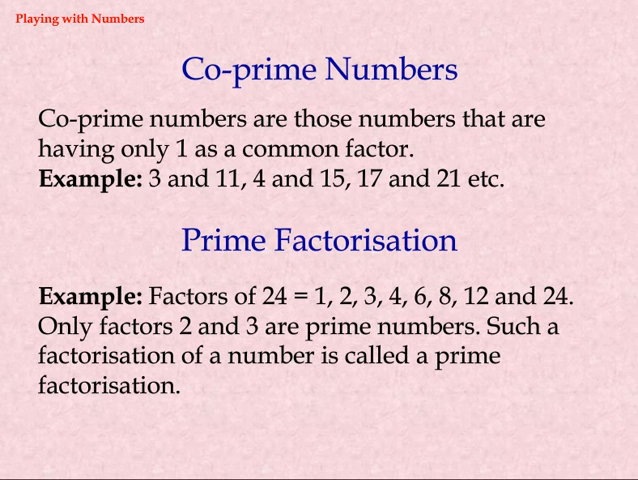 Playing with Numbers
Co-prime Numbers
Co-prime numbers are those numbers that are
having only 1 as a common factor.
Example: 3 and 11, 4 and 15, 17 and 21 etc.
Prime Factorisation
Example: Factors of 24 = 1, 2, 3, 4, 6, 8, 12 and 24.
Only factors 2 and 3 are prime numbers. Such a
factorisation of a number is called a prime
factorisation.